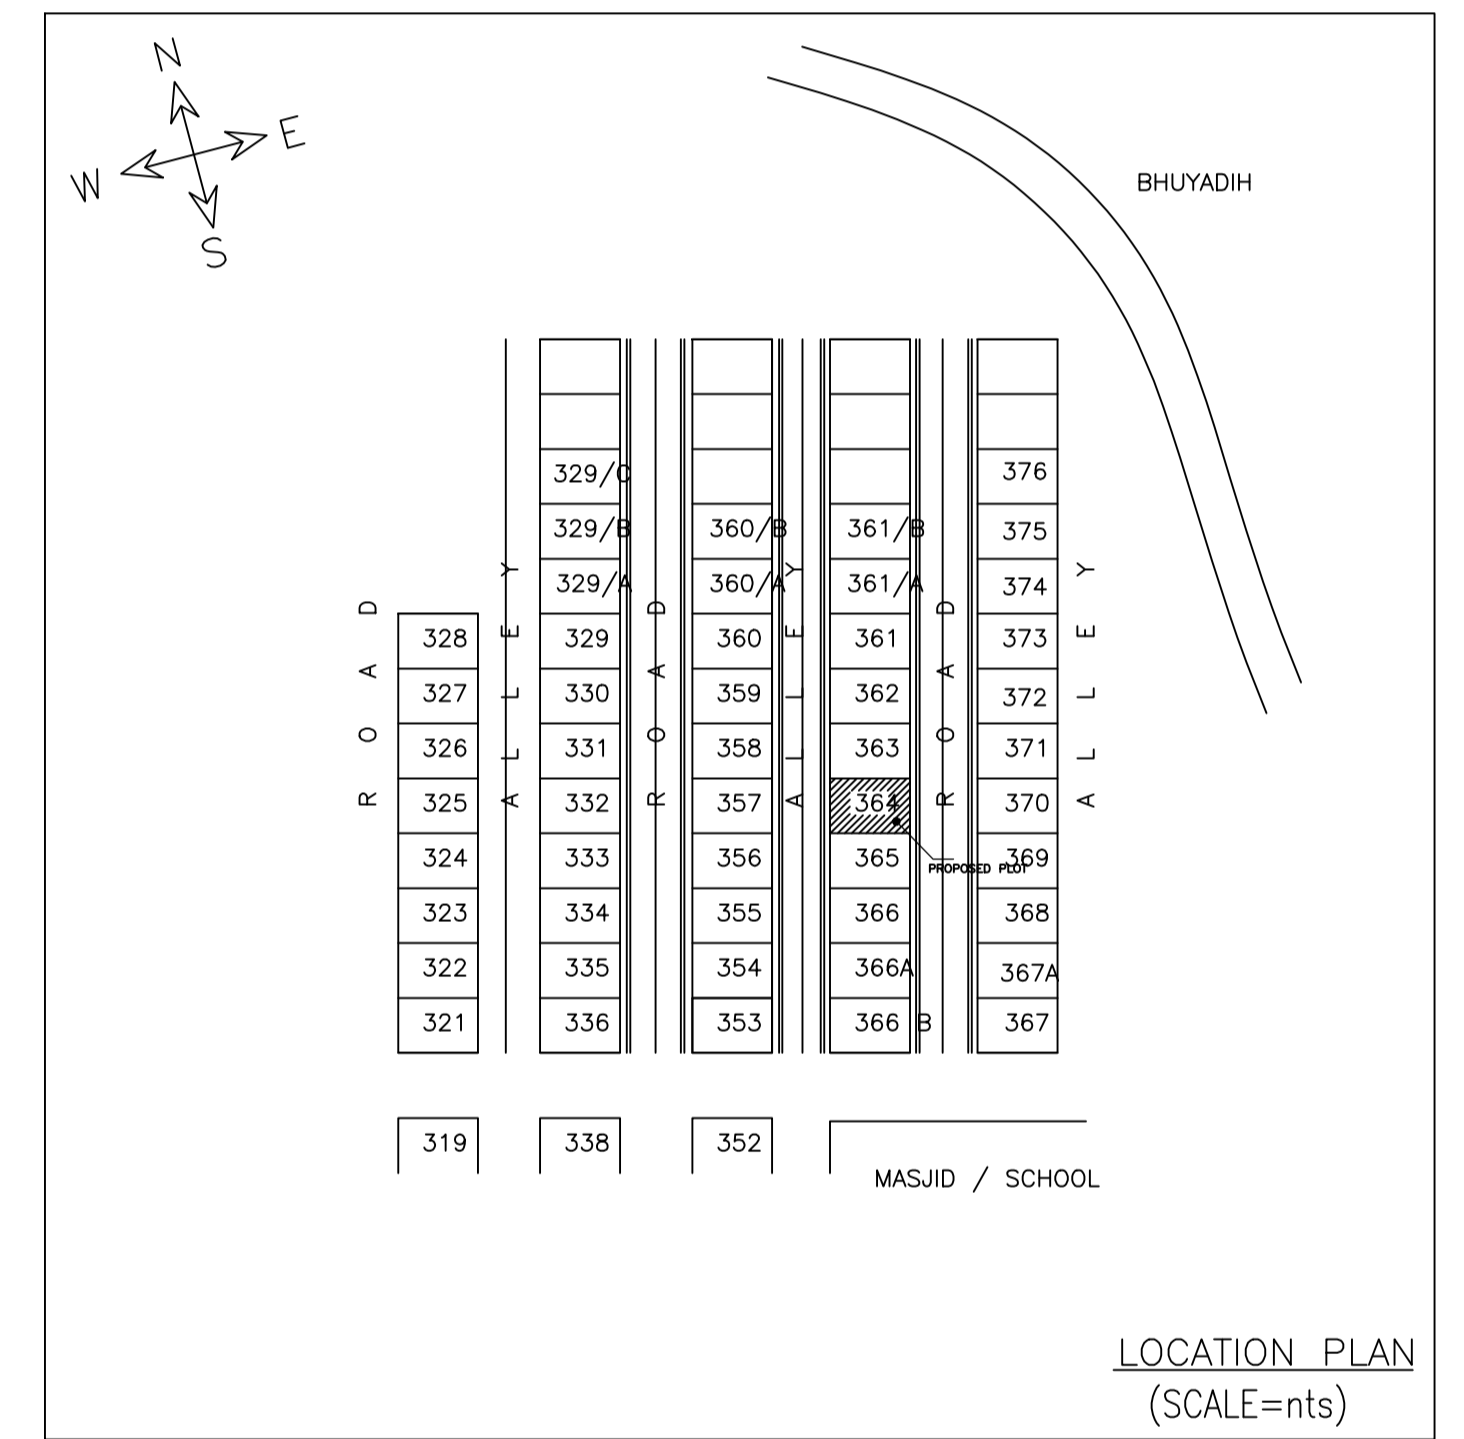 N
E
W
S
BHUYADIH
329/C
376
329/B
360/B
361/B
375
329/A
360/A
361/A
374
328
329
360
361
373
327
330
359
362
372
326
331
358
363
371
325
332
357
364
370
324
333
356
365
369
PROPOSED PLOT
323
334
355
366
368
322
335
354
366A
367A
321
336
353
366 B
367
ROAD
ALLEY
ROAD
ALLEY
ROAD
ALLEY
319
338
352
MASJID / SCHOOL
LOCATION PLAN
(SCALE=nts)